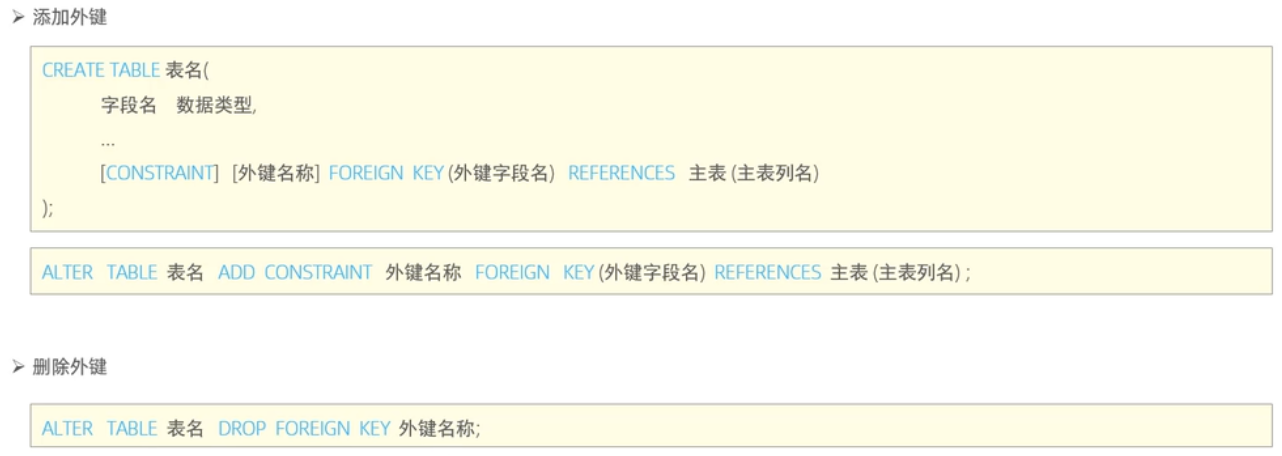 ➢ 添加外键
CREATE TABLE 表名(
字段名 数据类型,
...
[CONSTRAINT] [外键名称] FOREIGN KEY (外键字段名) REFERENCES 主表 (主表列名)
);
ALTER TABLE 表名 ADD CONSTRAINT 外键名称 FOREIGN KEY (外键字段名) REFERENCES 主表 (主表列名) ;
➢ 删除外键
ALTER TABLE 表名 DROP FOREIGN KEY 外键名称;